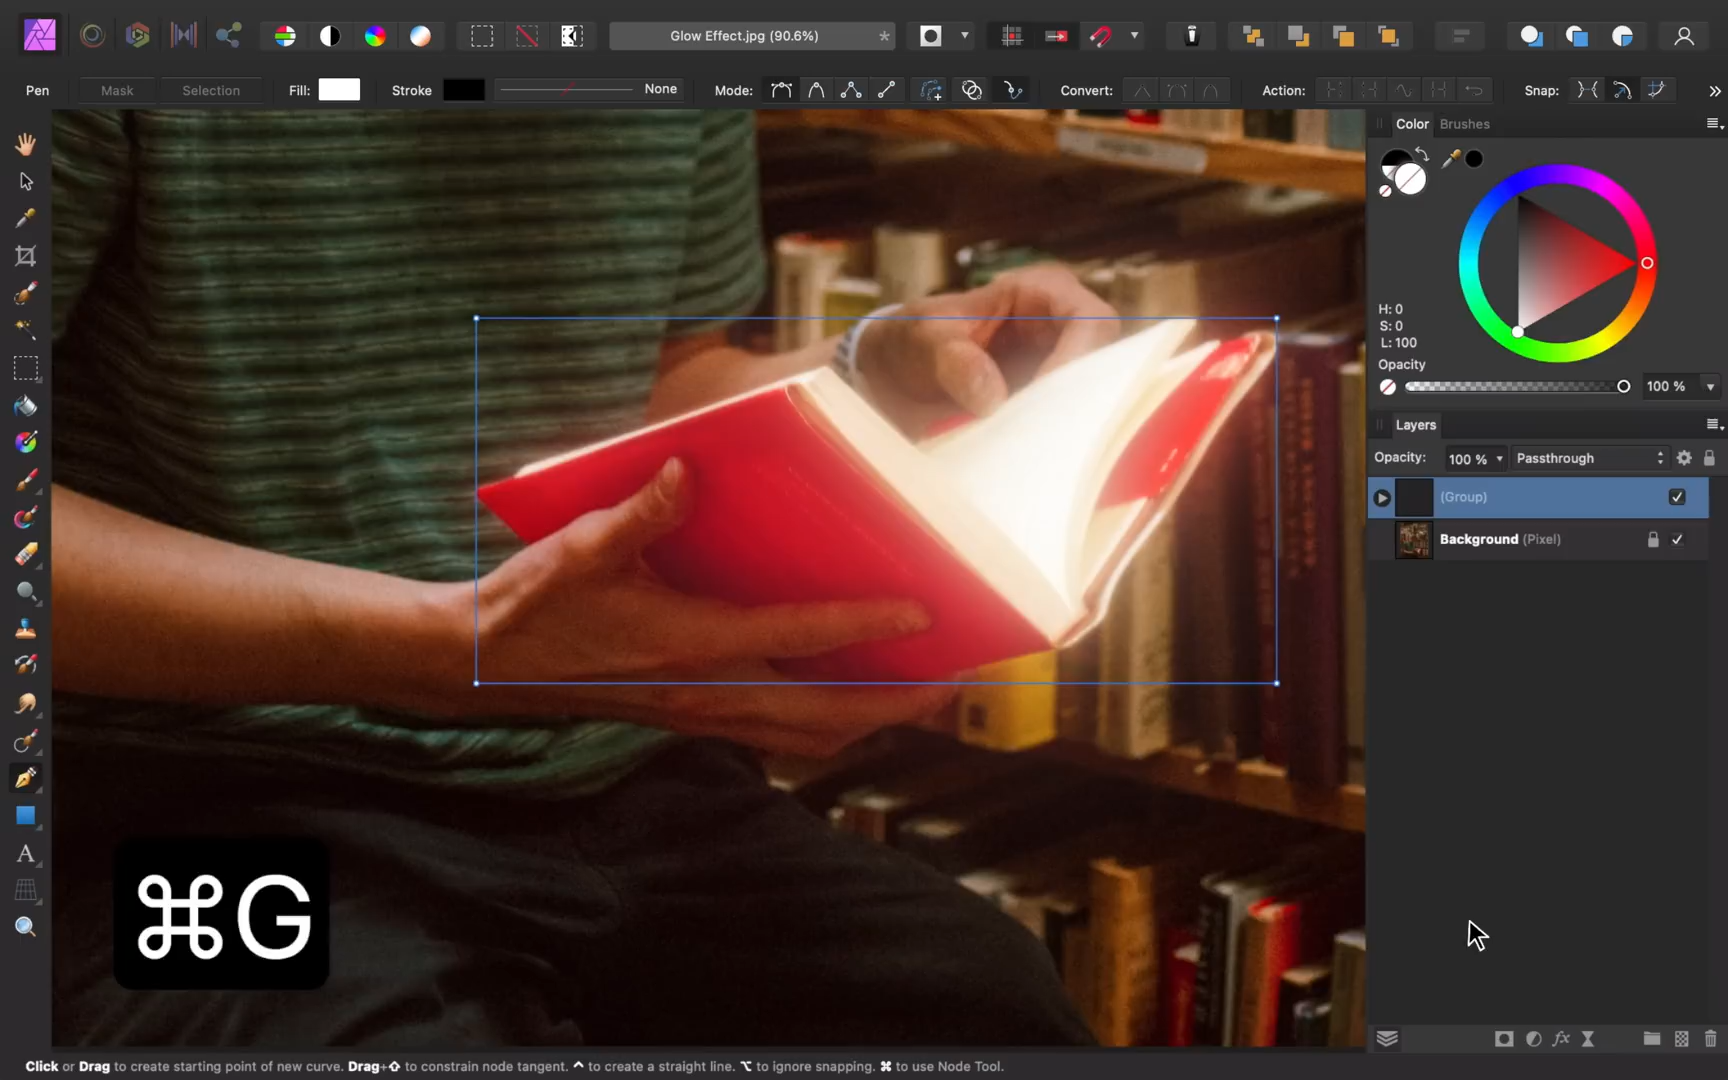 Glow Effect.jpg (90.6%)
*
Pen
Mask
Selection
Fill:
Stroke
None
Mode:
Convert:
Action:
Snap:
Color
Brushes
H: 0
S: 0
L: 100
Opacity
100 %
Layers
Opacity:
100 %
Passthrough
(Group)
Background (Pixel)
⌘G
A
fx
Click or Drag to create starting point of new curve. Drag+⇧ to constrain node tangent. ^ to create a straight line. ⌥ to ignore snapping. ⌘ to use Node Tool.